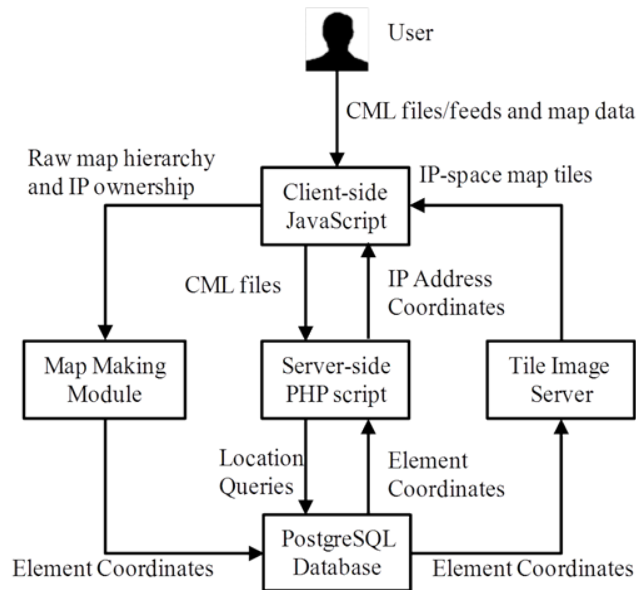 User
CML files/feeds and map data
Raw map hierarchy
and IP ownership
Client-side
JavaScript
IP-space map tiles
CML files
IP Address
Coordinates
Map Making
Module
Server-side
PHP script
Tile Image
Server
Location
Queries
Element
Coordinates
PostgreSQL
Database
Element Coordinates
Element Coordinates